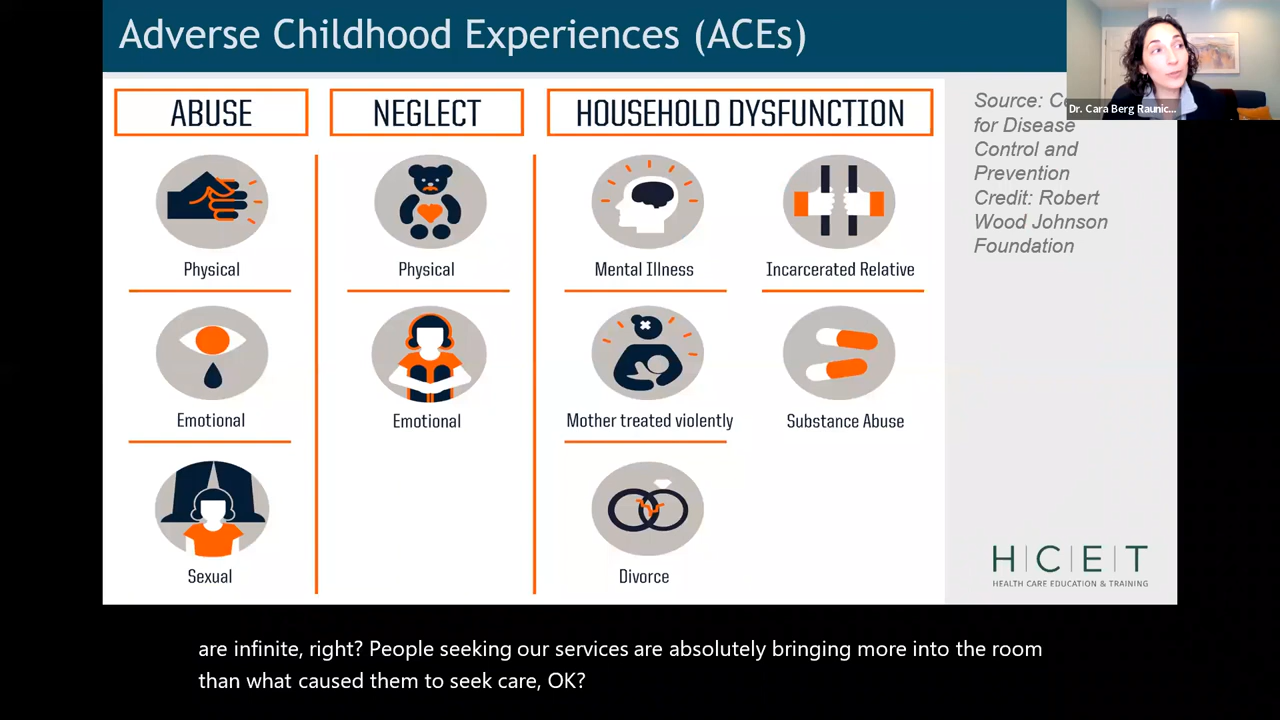 Adverse Childhood Experiences (ACEs)
ABUSE
NEGLECT
HOUSEHOLD DYSFUNCTION
Physical
Physical
Mental Illness
Incarcerated Relative
Emotional
Emotional
Mother treated violently
Substance Abuse
Sexual
Divorce
Source:
for Disease
Control and
Prevention
Credit: Robert
Wood Johnson
Foundation
Dr. Cara Berg Raunic...
H|C|E|T
HEALTH CARE EDUCATION & TRAINING
are infinite, right? People seeking our services are absolutely bringing more into the room
than what caused them to seek care, OK?